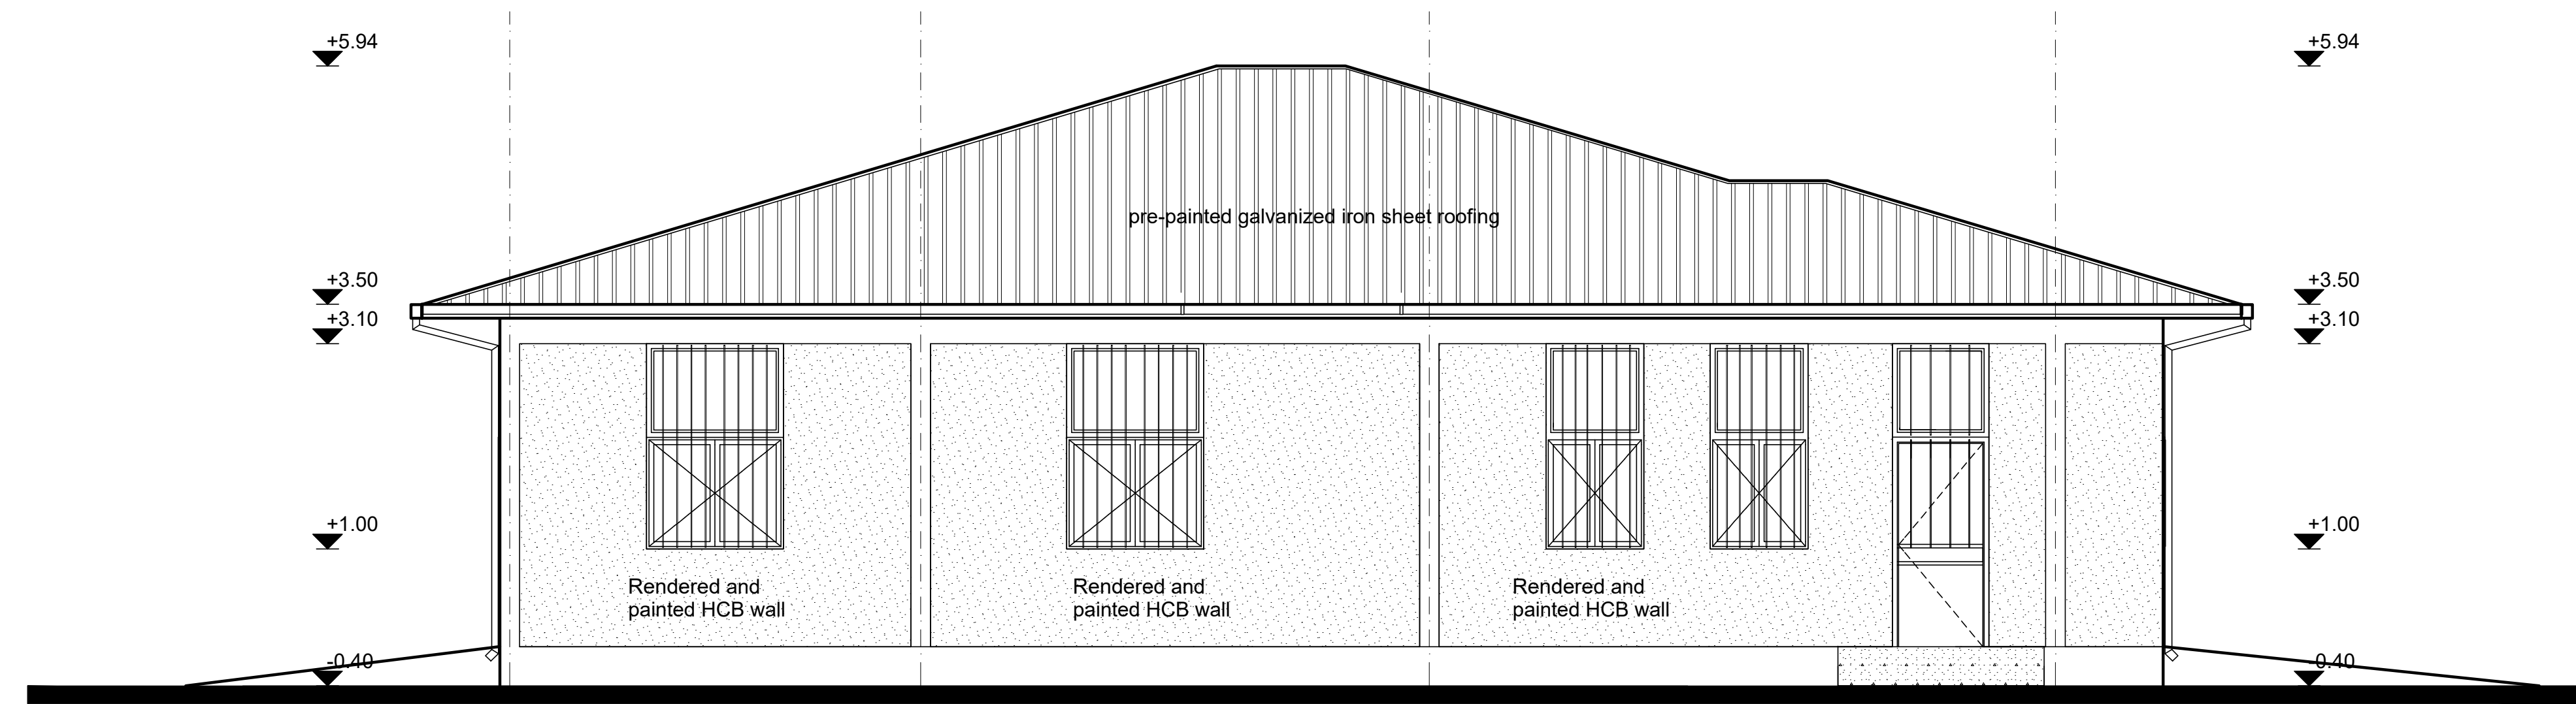 +5.94
+5.94
pre-painted galvanized iron sheet roofing
+3.50
+3.50
+3.10
+3.10
+1.00
+1.00
Rendered and
painted HCB wall
Rendered and
painted HCB wall
Rendered and
painted HCB wall
-0.40
-0.40